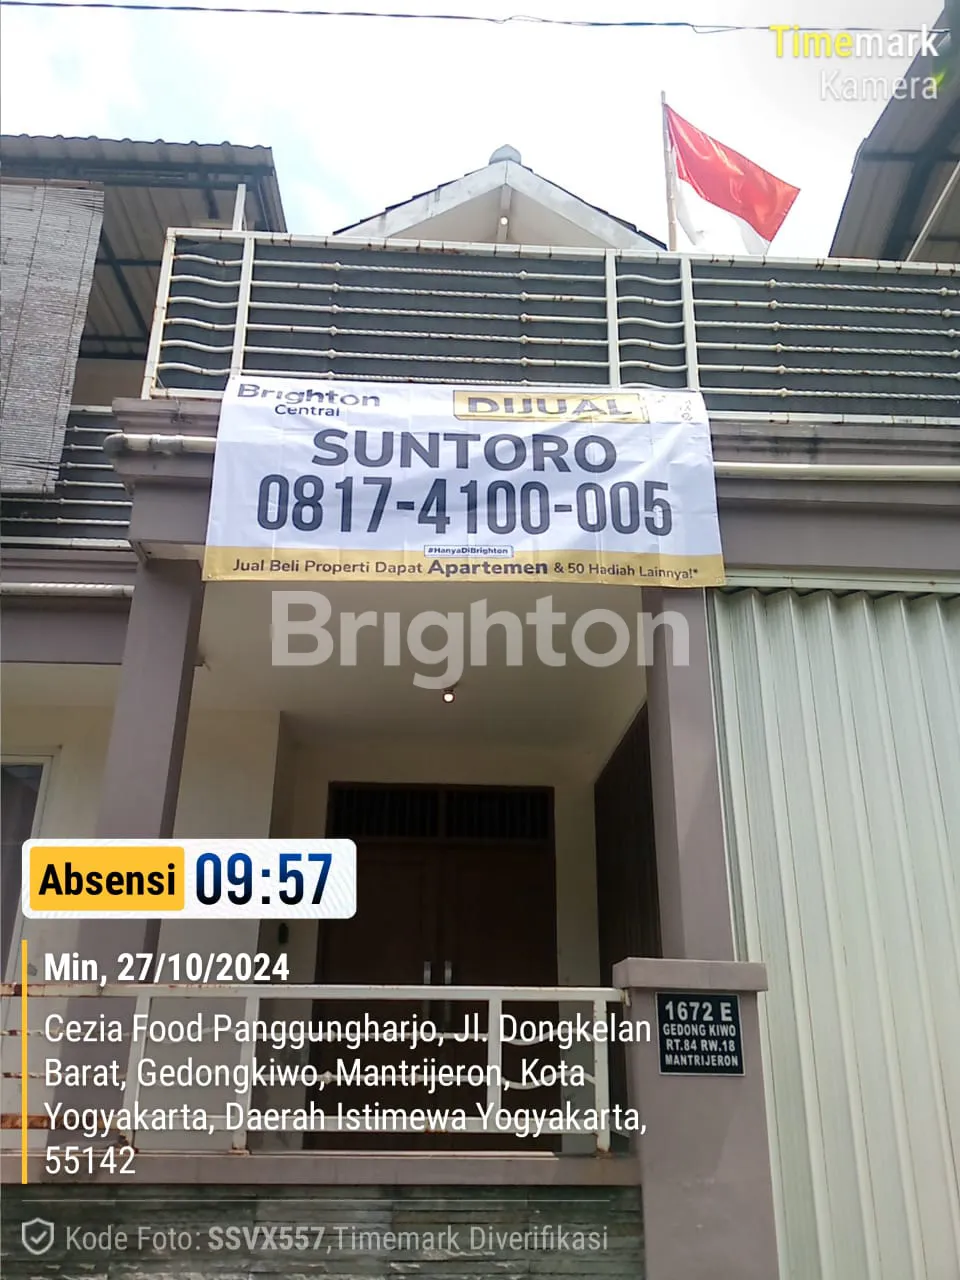 Timemark
Kamera
Brighton
Central
DIJUAL
SUNTORO
0817-4100-005
#HanyaDiBrighton
Jual Beli Properti Dapat Apartemen & 50 Hadiah Lainnya!*
Brighton
Absensi 09:57
Min, 27/10/2024
Cezia Food Panggungharjo, Jl. Dongkelan
Barat, Gedongkiwo, Mantrijeron, Kota
Yogyakarta, Daerah Istimewa Yogyakarta,
55142
1672 E
GEDONG KIWO
RT.84 RW.18
MANTRIJERON
Kode Foto: SSVX557,Timemark Diverifikasi